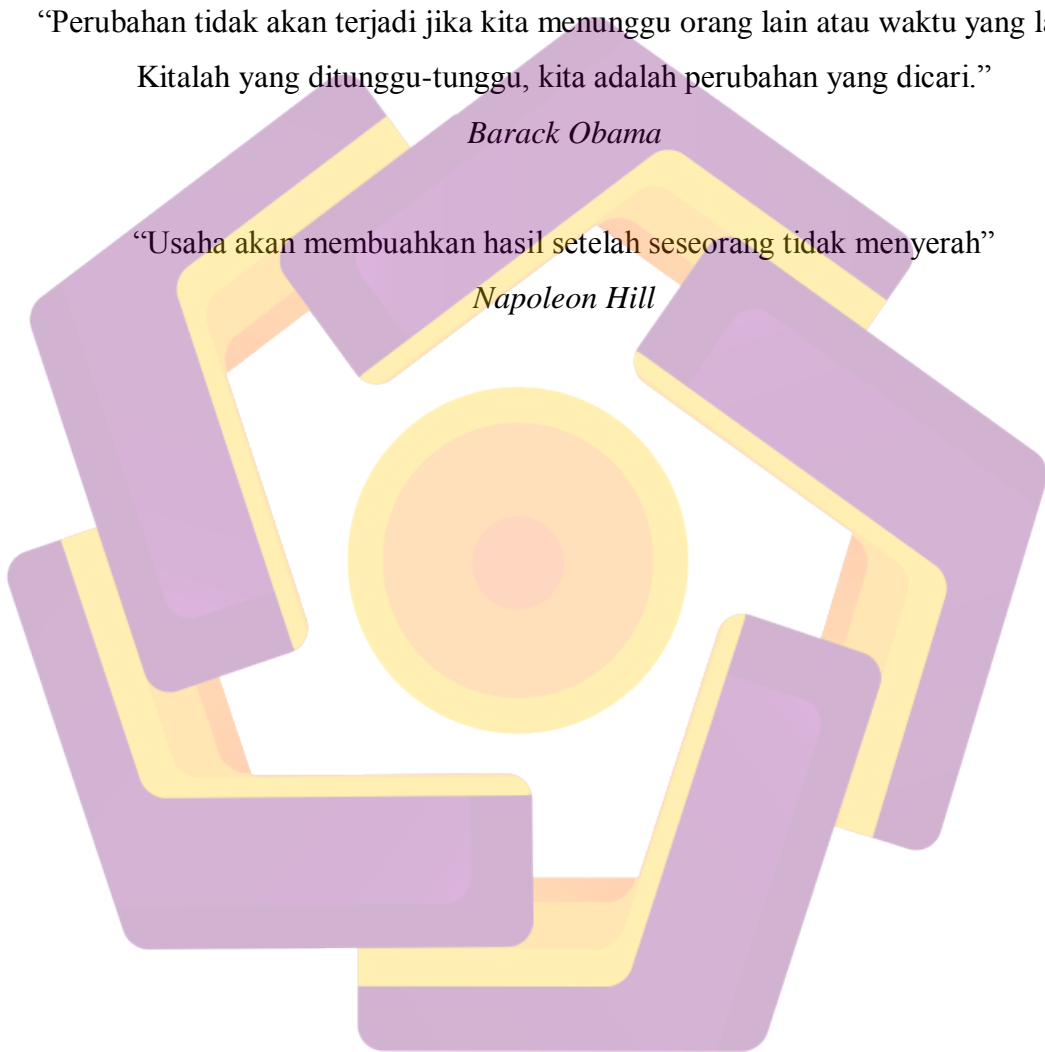 “Perubahan tidak akan terjadi jika kita menunggu orang lain atau waktu yang
Kitalah yang ditunggu-tunggu, kita adalah perubahan yang dicari.”
Barack Obama
“Usaha akan membuahkan hasil setelah seseorang tidak menyerah”
Napoleon Hill